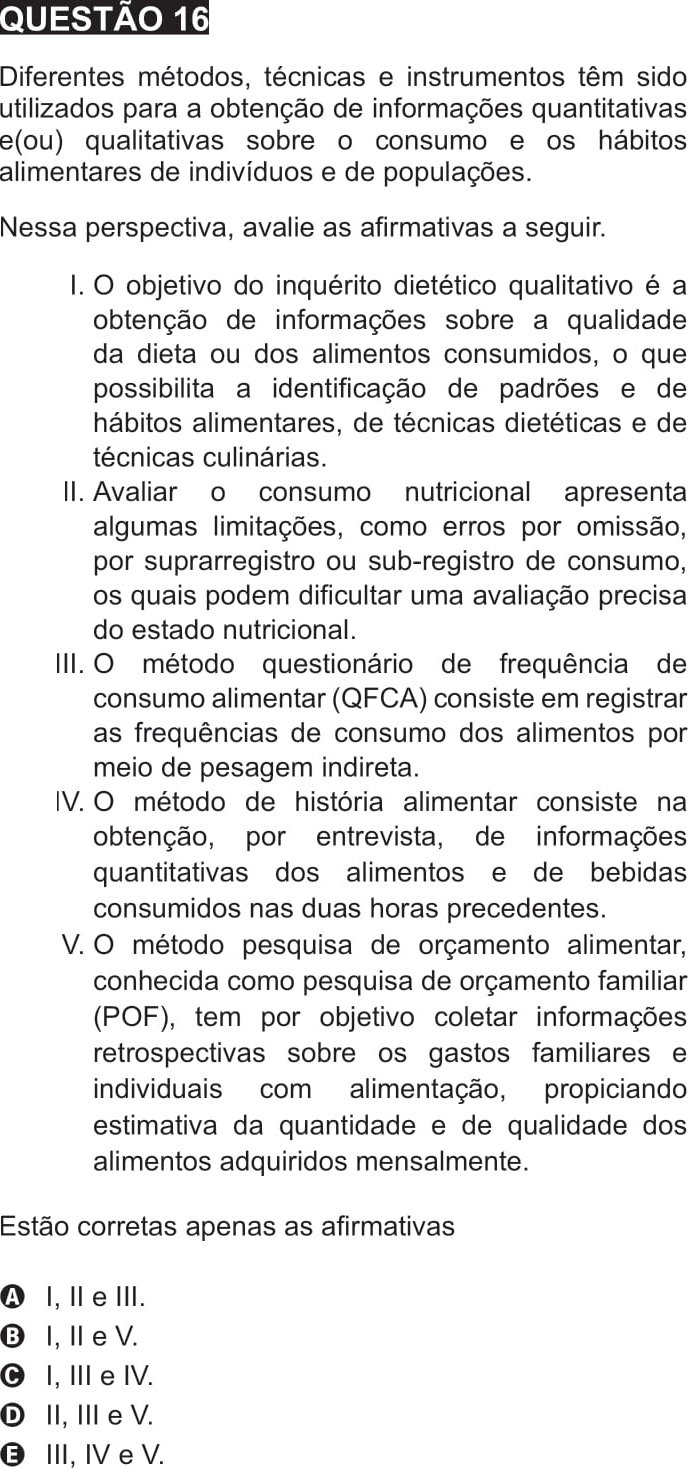 QUESTÃO 16
Diferentes métodos, técnicas e instrumentos têm sido
utilizados para a obtenção de informações quantitativas
e(ou) qualitativas sobre o consumo e os hábitos
alimentares de indivíduos e de populações.
Nessa perspectiva, avalie as afirmativas a seguir.
I. O objetivo do inquérito dietético qualitativo é a
obtenção de informações sobre a qualidade
da dieta ou dos alimentos consumidos, o que
possibilita a identificação de padrões e de
hábitos alimentares, de técnicas dietéticas e de
técnicas culinárias.
II. Avaliar o consumo nutricional apresenta
algumas limitações, como erros por omissão,
por suprarregistro ou sub-registro de consumo,
os quais podem dificultar uma avaliação precisa
do estado nutricional.
III. O método questionário de frequência de
consumo alimentar (QFCA) consiste em registrar
as frequências de consumo dos alimentos por
meio de pesagem indireta.
IV. O método de história alimentar consiste na
obtenção, por entrevista, de informações
quantitativas dos alimentos e de bebidas
consumidos nas duas horas precedentes.
V. O método pesquisa de orçamento alimentar,
conhecida como pesquisa de orçamento familiar
(POF), tem por objetivo coletar informações
retrospectivas sobre os gastos familiares e
individuais com alimentação, propiciando
estimativa da quantidade e de qualidade dos
alimentos adquiridos mensalmente.
Estão corretas apenas as afirmativas
A I, II e III.
B I, II e V.
C I, III e IV.
D II, III e V.
E III, IV e V.